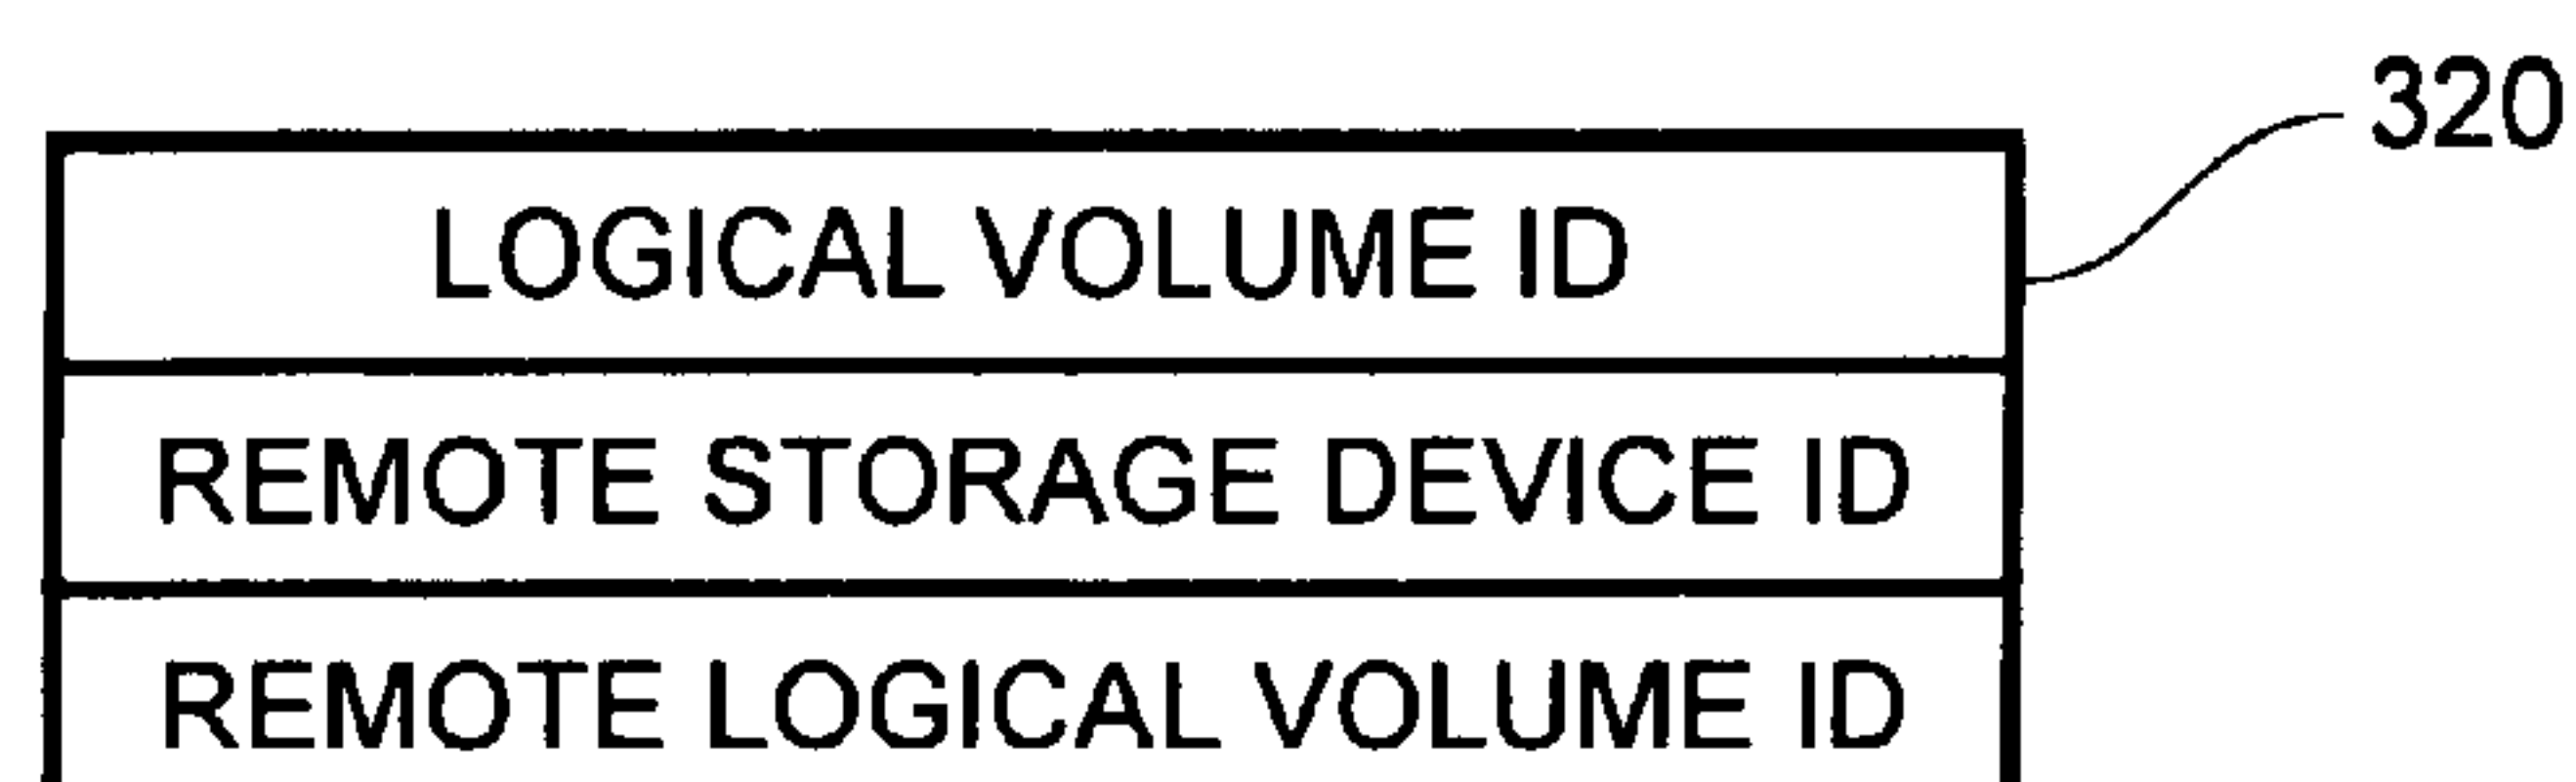 320
LOGICAL VOLUME ID
REMOTE STORAGE DEVICE ID
REMOTE LOGICAL VOLUME ID